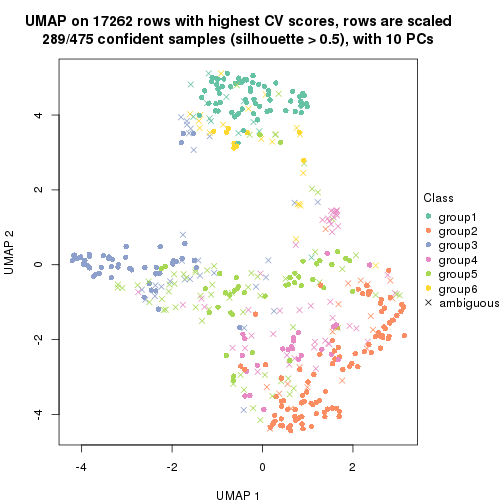 UMAP on 17262 rows with highest CV scores, rows are scaled
289/475 confident samples (silhouette > 0.5), with 10 PCs
UMAP 2
4
2
0
-2
-4
-4
-2
0
2
UMAP 1
Class
group1
group2
group3
group4
group5
group6
ambiguous